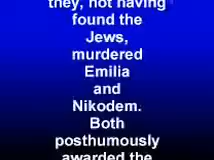 they, not having
found the
Jews,
murdered
Emilia
and
Nikodem.
Both
posthumously
awarded the